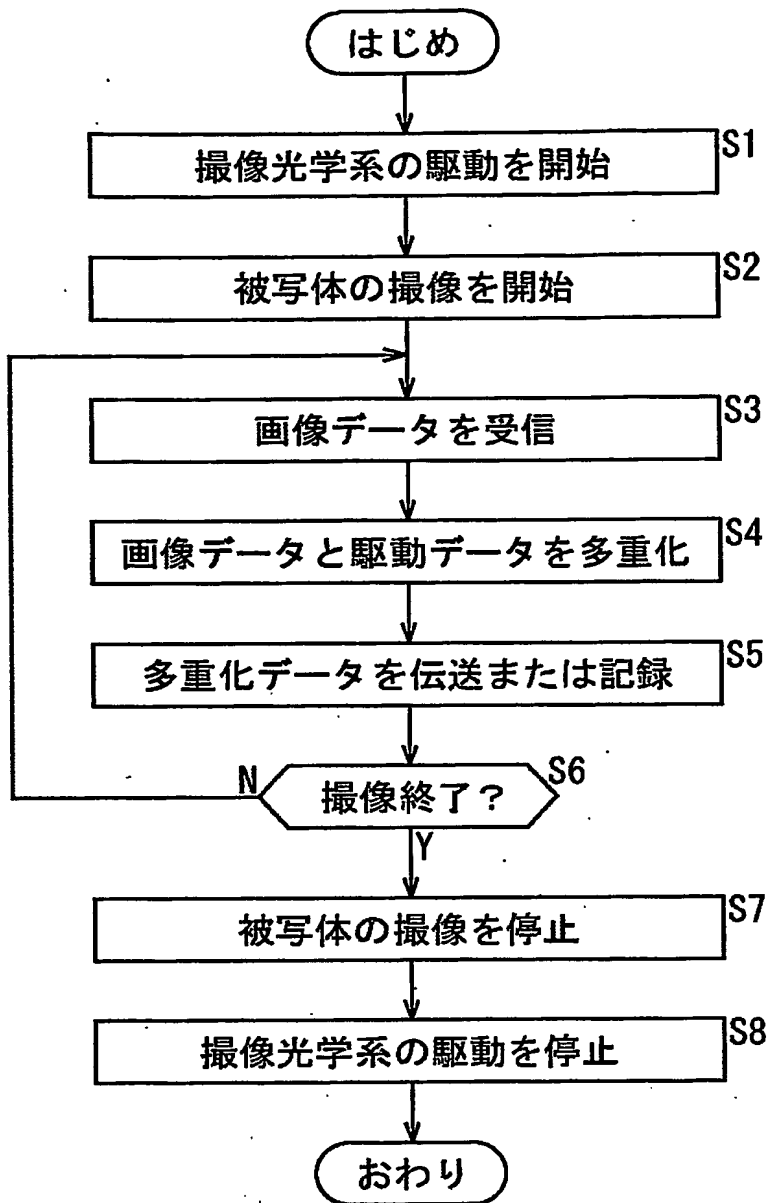 はじめ
S1
撮像光学系の駆動を開始
S2
被写体の撮像を開始
S3
画像データを受信
S4
画像データと駆動データを多重化
S5
多重化データを伝送または記録
N
S6
撮像終了？
Y
S7
被写体の撮像を停止
S8
撮像光学系の駆動を停止
おわり